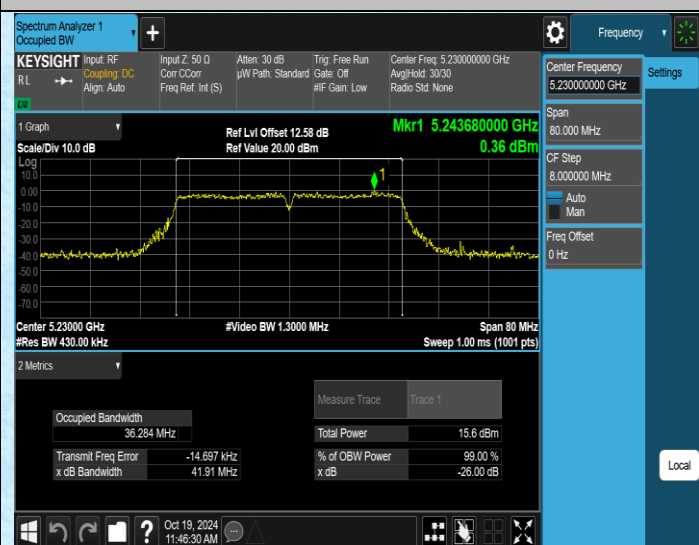 Spectrum Analyzer 1
Occupied BW
+
Frequency
KEYSIGHT
RL
LXI
Input: RF
Coupling: DC
Align: Auto
Input Z: 50 Ω
Corr CCorr
Freq Ref: Int (S)
Atten: 30 dB
µW Path: Standard
Trig: Free Run
Gate: Off
#IF Gain: Low
Center Freq: 5.230000000 GHz
Avg|Hold: 30/30
Radio Std: None
Center Frequency
5.230000000 GHz
Settings
Span
80.000 MHz
CF Step
8.000000 MHz
Auto
Man
Freq Offset
0 Hz
1 Graph
Scale/Div 10.0 dB
Ref Lvl Offset 12.58 dB
Ref Value 20.00 dBm
Mkr1 5.243680000 GHz
0.36 dBm
Log
10.0
0.00
-10.0
-20.0
-30.0
-40.0
-50.0
-60.0
-70.0
1
Center 5.23000 GHz
#Res BW 430.00 kHz
#Video BW 1.3000 MHz
Span 80 MHz
Sweep 1.00 ms (1001 pts)
2 Metrics
Measure Trace
Trace 1
Occupied Bandwidth
36.284 MHz
Total Power 15.6 dBm
Transmit Freq Error -14.697 kHz
x dB Bandwidth 41.91 MHz
% of OBW Power 99.00 %
x dB -26.00 dB
Local
?
Oct 19, 2024
11:46:30 AM